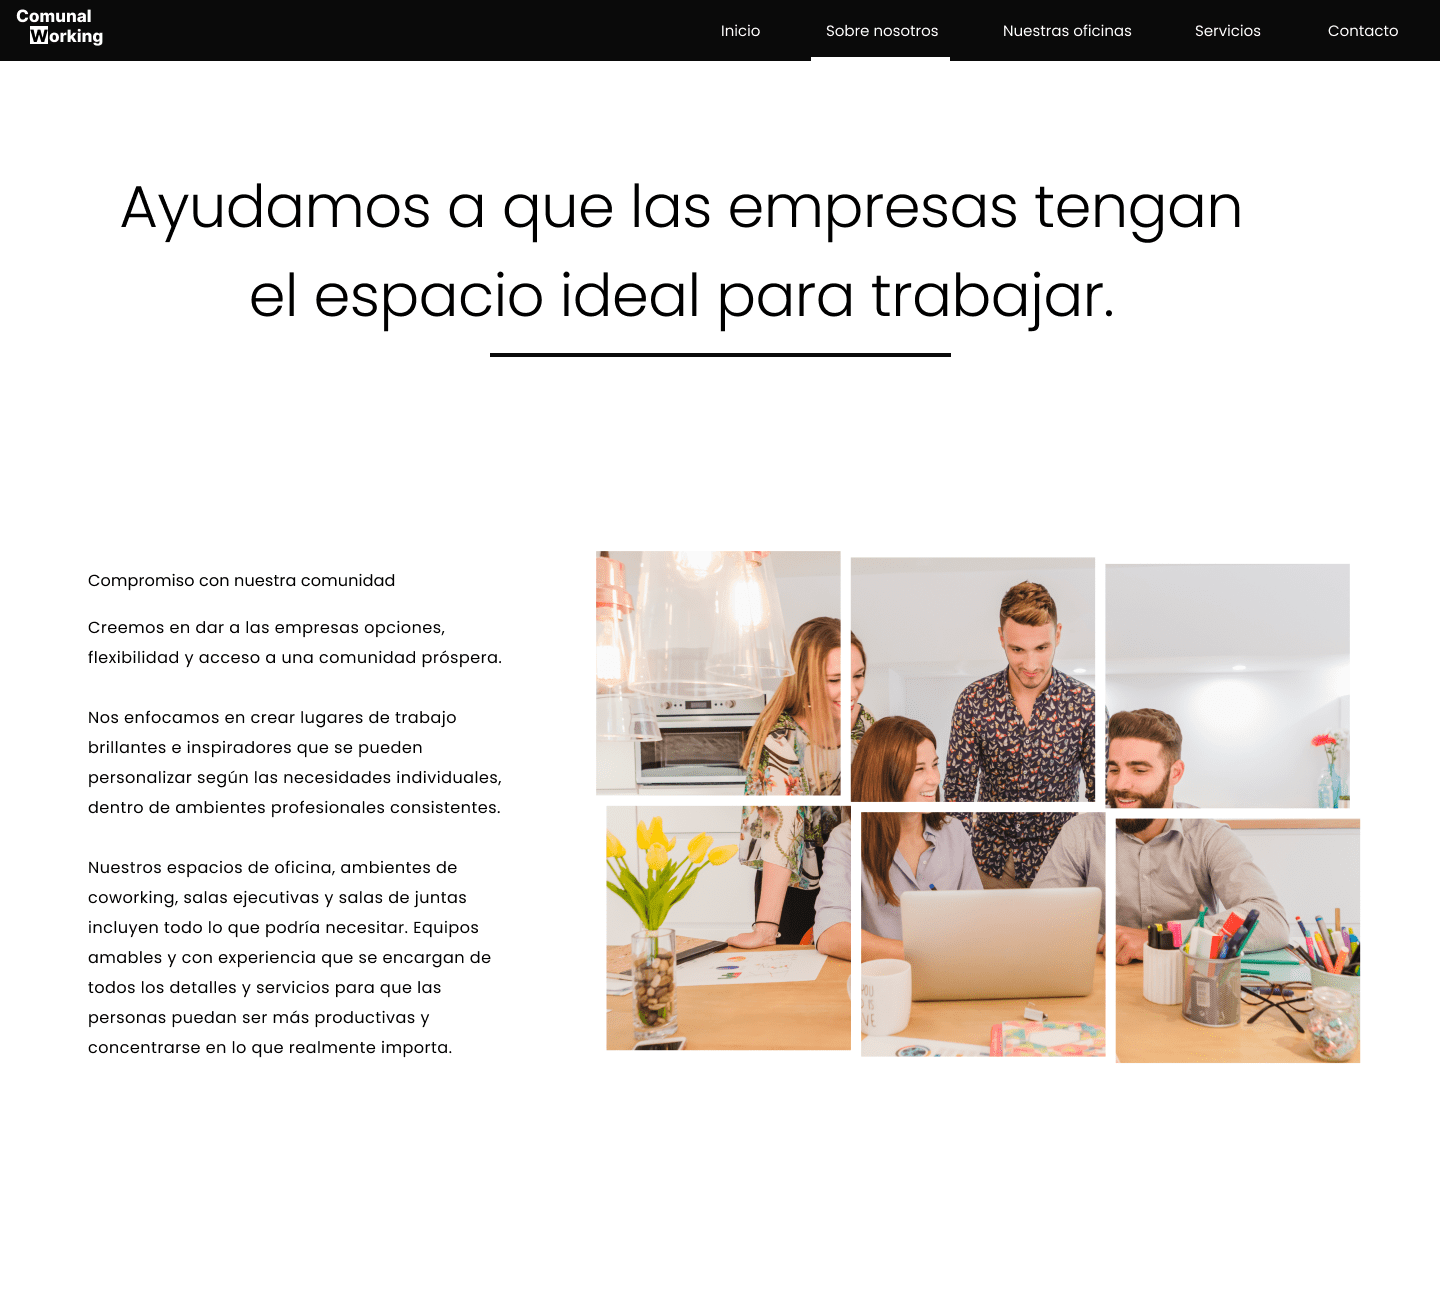 Comunal
Working
Inicio
Sobre nosotros
Nuestras oficinas
Servicios
Contacto
Ayudamos a que las empresas tengan
el espacio ideal para trabajar.
Compromiso con nuestra comunidad
Creemos en dar a las empresas opciones,
flexibilidad y acceso a una comunidad próspera.
Nos enfocamos en crear lugares de trabajo
brillantes e inspiradores que se pueden
personalizar según las necesidades individuales,
dentro de ambientes profesionales consistentes.
Nuestros espacios de oficina, ambientes de
coworking, salas ejecutivas y salas de juntas
incluyen todo lo que podría necesitar. Equipos
amables y con experiencia que se encargan de
todos los detalles y servicios para que las
personas puedan ser más productivas y
concentrarse en lo que realmente importa.